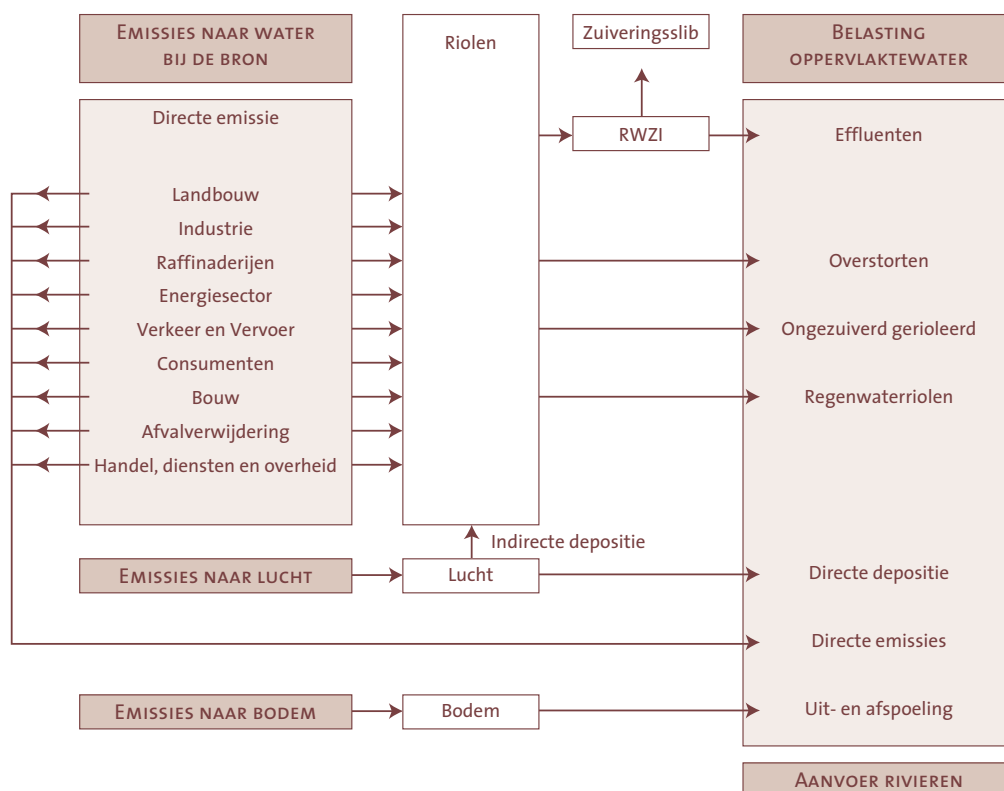 EMISSIES NAAR WATER
BIJ DE BRON
Riolen
Zuiveringsslib
BELASTING
OPPERVLAKTEWATER
Directe emissie
RWZI
Effluenten
Landbouw
Industrie
Raffinaderijen
Overstorten
Energiesector
Verkeer en Vervoer
Ongezuiverd gerioleerd
Consumenten
Bouw
Regenwaterriolen
Afvalverwijdering
Handel, diensten en overheid
Indirecte depositie
EMISSIES NAAR LUCHT
Lucht
Directe depositie
Directe emissies
EMISSIES NAAR BODEM
Bodem
Uit- en afspoeling
AANVOER RIVIEREN